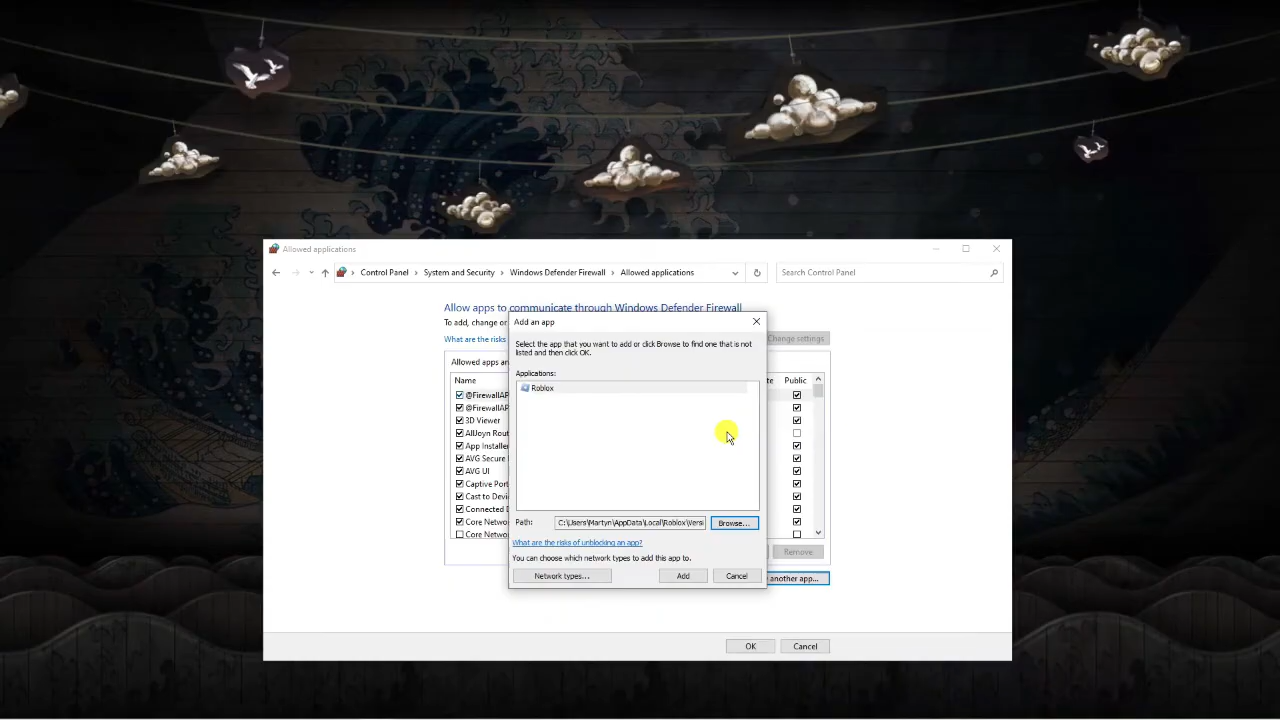 Allowed applications
Control Panel > System and Security > Windows Defender Firewall > Allowed applications
Search Control Panel
Allow apps to communicate through Windows Defender Firewall
To add, change or
What are the risks
Change settings
Allowed apps an
Name
Public
@FirewallAP
@FirewallAP
3D Viewer
AllJoyn Rout
App Installer
AVG Secure
AVG UI
Captive Port
Cast to Devic
Connected
Core Netwo
Core Netwo
Remove
another app...
OK
Cancel
Add an app
Select the app that you want to add or click Browse to find one that is not
listed and then click OK.
Applications:
Roblox
Path:
C:\Users\Martyn\AppData\Local\Roblox\Versi
Browse...
What are the risks of unblocking an app?
You can choose which network types to add this app to.
Network types...
Add
Cancel